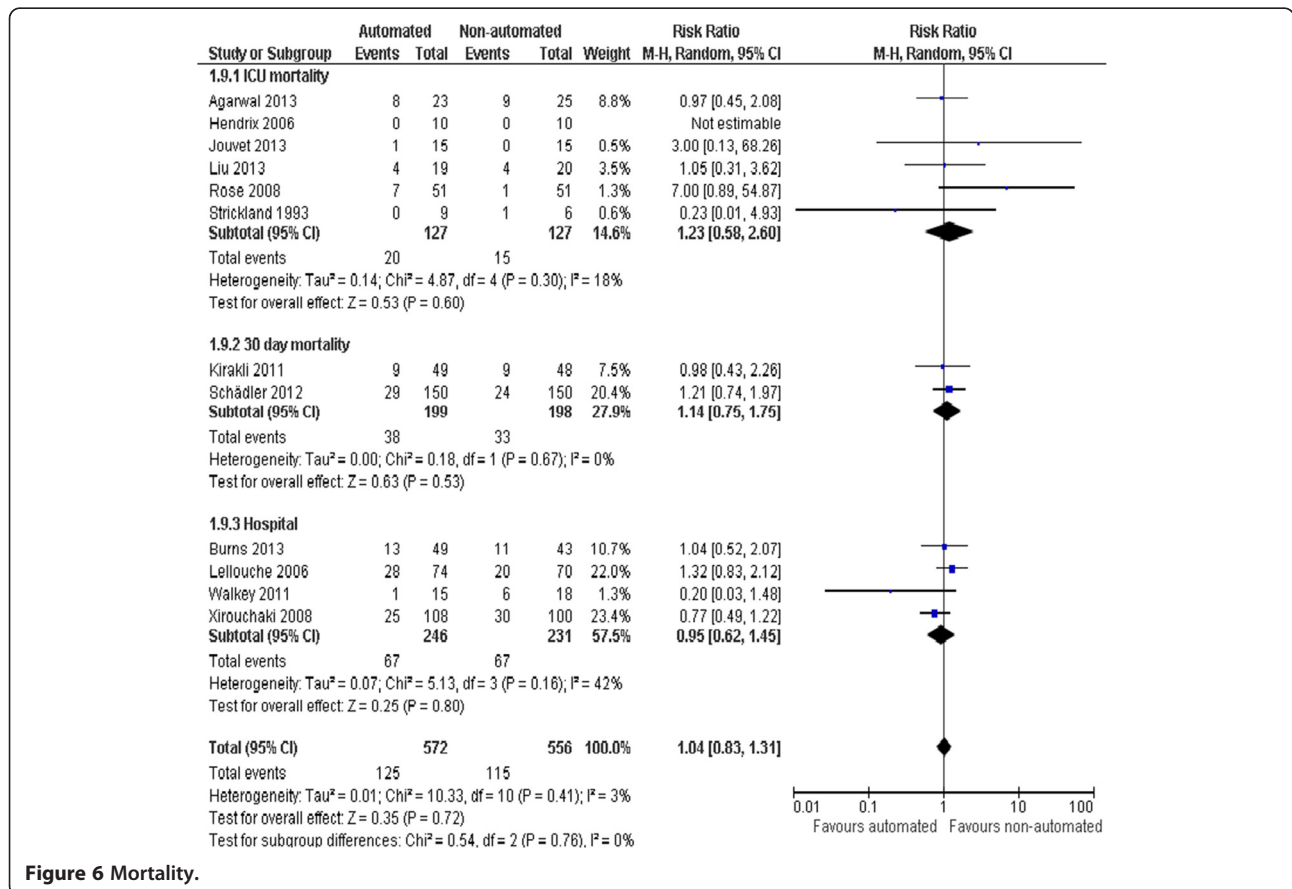 Automated Non-automated Risk Ratio Risk Ratio
Study or Subgroup Events Total Events Total Weight M-H, Random, 95% CI M-H, Random, 95% CI
1.9.1 ICU mortality
Agarwal 2013 8 23 9 25 8.8% 0.97 [0.45, 2.08]
Hendrix 2006 0 10 0 10 Not estimable
Jouvet 2013 1 15 0 15 0.5% 3.00 [0.13, 68.26]
Liu 2013 4 19 4 20 3.5% 1.05 [0.31, 3.62]
Rose 2008 7 51 1 51 1.3% 7.00 [0.89, 54.87]
Strickland 1993 0 9 1 6 0.6% 0.23 [0.01, 4.93]
Subtotal (95% CI) 127 127 14.6% 1.23 [0.58, 2.60]
Total events 20 15
Heterogeneity: Tau² = 0.14; Chi² = 4.87, df = 4 (P = 0.30); I² = 18%
Test for overall effect: Z = 0.53 (P = 0.60)
1.9.2 30 day mortality
Kirakli 2011 9 49 9 48 7.5% 0.98 [0.43, 2.26]
Schädler 2012 29 150 24 150 20.4% 1.21 [0.74, 1.97]
Subtotal (95% CI) 199 198 27.9% 1.14 [0.75, 1.75]
Total events 38 33
Heterogeneity: Tau² = 0.00; Chi² = 0.18, df = 1 (P = 0.67); I² = 0%
Test for overall effect: Z = 0.63 (P = 0.53)
1.9.3 Hospital
Burns 2013 13 49 11 43 10.7% 1.04 [0.52, 2.07]
Lellouche 2006 28 74 20 70 22.0% 1.32 [0.83, 2.12]
Walkey 2011 1 15 6 18 1.3% 0.20 [0.03, 1.48]
Xirouchaki 2008 25 108 30 100 23.4% 0.77 [0.49, 1.22]
Subtotal (95% CI) 246 231 57.5% 0.95 [0.62, 1.45]
Total events 67 67
Heterogeneity: Tau² = 0.07; Chi² = 5.13, df = 3 (P = 0.16); I² = 42%
Test for overall effect: Z = 0.25 (P = 0.80)
Total (95% CI) 572 556 100.0% 1.04 [0.83, 1.31]
Total events 125 115
Heterogeneity: Tau² = 0.01; Chi² = 10.33, df = 10 (P = 0.41); I² = 3%
Test for overall effect: Z = 0.35 (P = 0.72)
Test for subgroup differences: Chi² = 0.54, df = 2 (P = 0.76), I² = 0%
0.01 0.1 1 10 100
Favours automated Favours non-automated
Figure 6 Mortality.